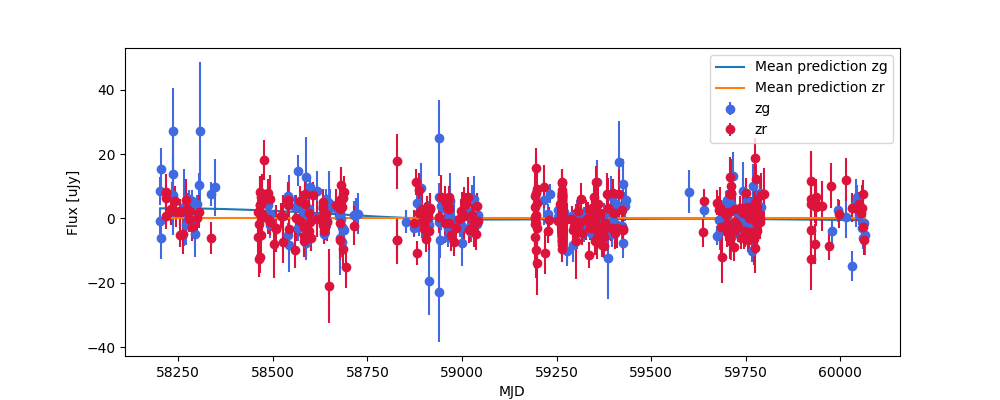 Mean prediction zg
Mean prediction zr
zg
zr
Flux [uJy]
40
20
0
−20
−40
58250
58500
58750
59000
59250
59500
59750
60000
MJD